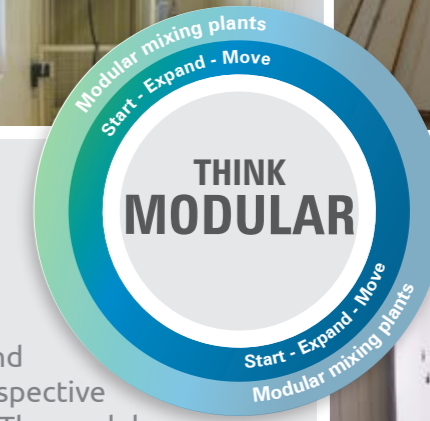 Modular mixing plants
Start - Expand - Move
THINK
MODULAR
Start - Expand - Move
Modular mixing plants